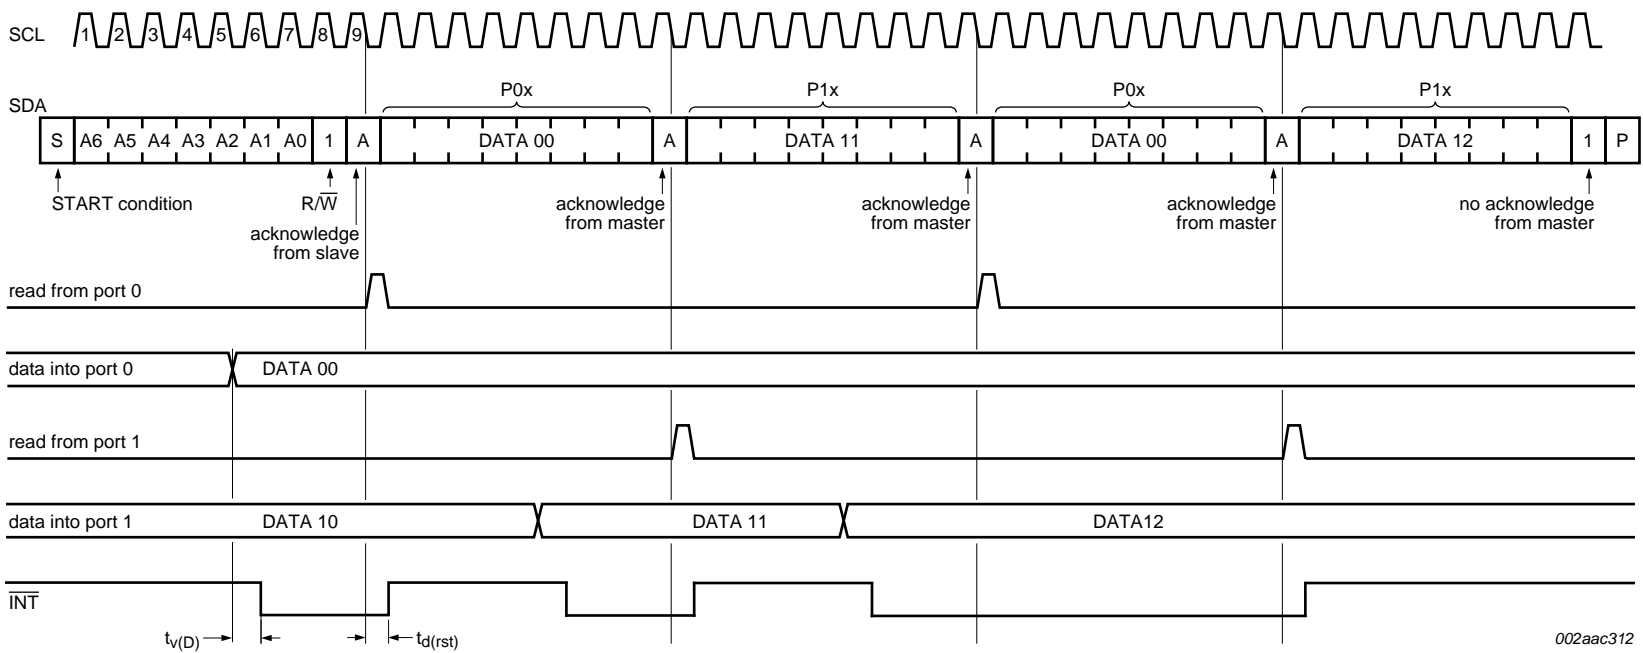 SCL 1 2 3 4 5 6 7 8 9
SDA P0x P1x P0x P1x
S A6 A5 A4 A3 A2 A1 A0 1 A DATA 00 A DATA 11 A DATA 00 A DATA 12 1 P
START condition
R/W
acknowledge
from slave
acknowledge
from master
acknowledge
from master
acknowledge
from master
no acknowledge
from master
read from port 0
data into port 0 DATA 00
read from port 1
data into port 1 DATA 10 DATA 11 DATA12
INT
tv(D) td(rst)
002aac312